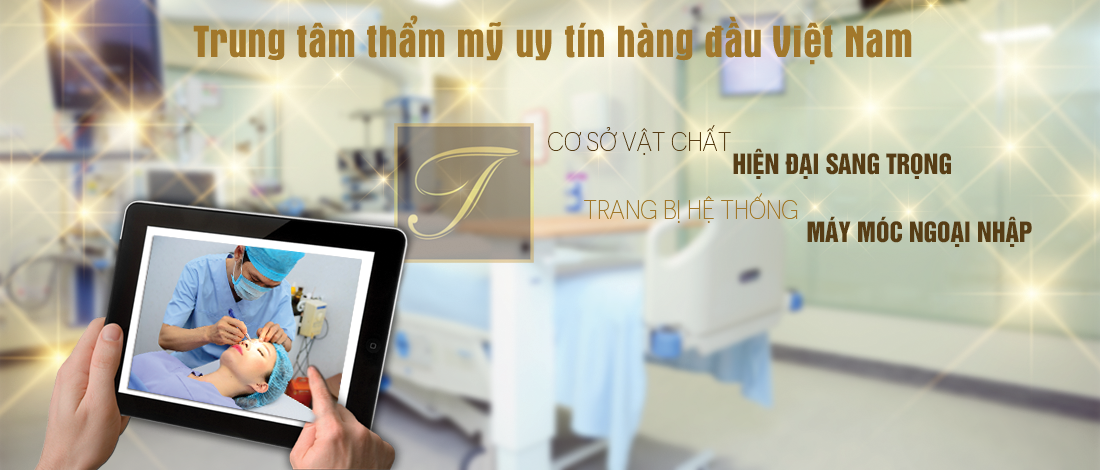 Trung tâm thẩm mỹ uy tín hàng đầu Việt Nam
T
CƠ SỞ VẬT CHẤT
HIỆN ĐẠI SANG TRỌNG
TRANG BỊ HỆ THỐNG
MÁY MÓC NGOẠI NHẬP